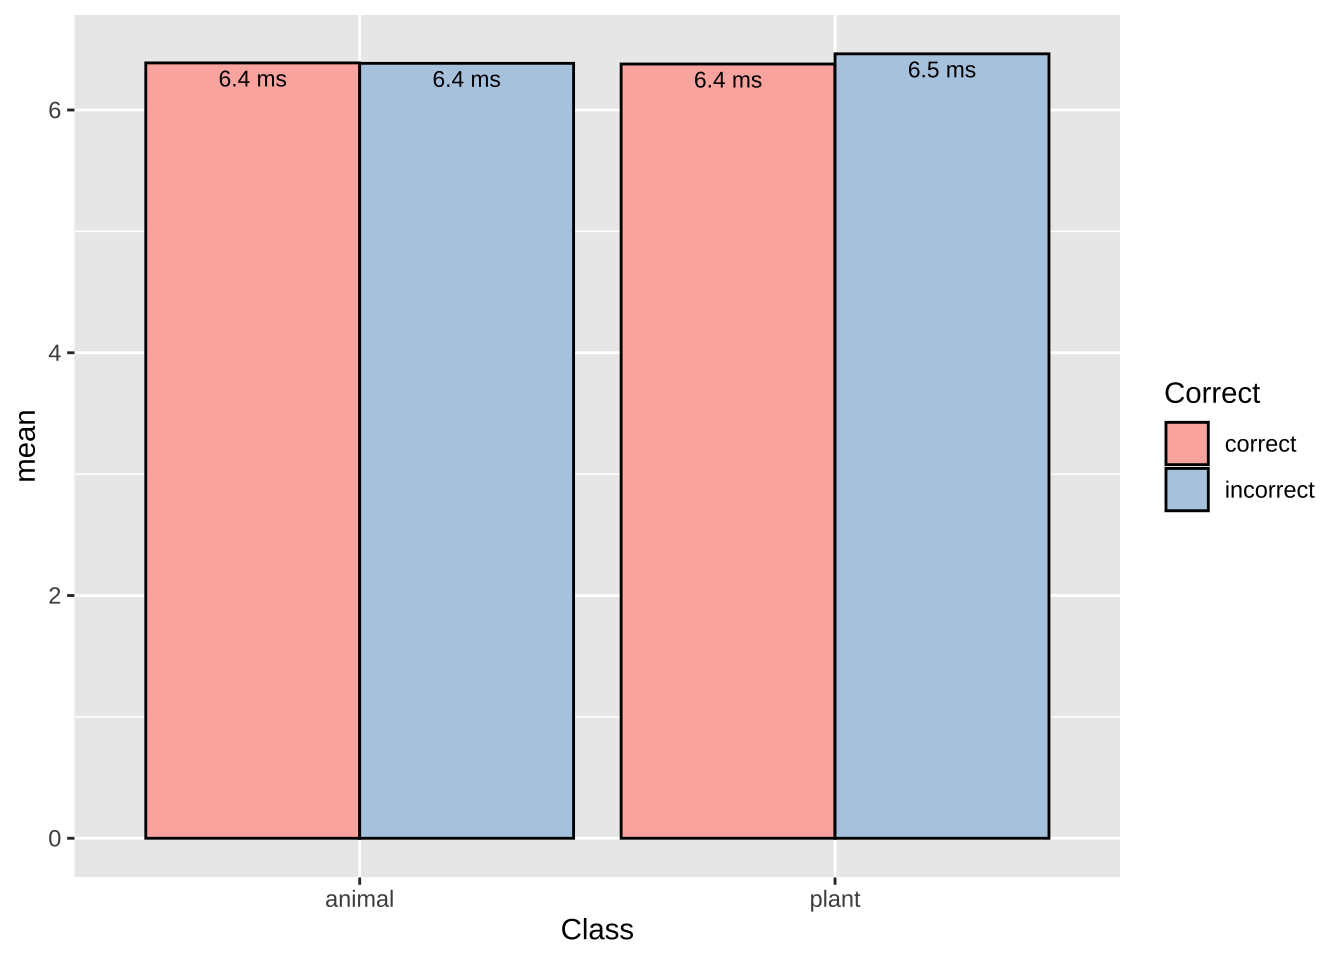 6.4 ms
6.4 ms
6.4 ms
6.5 ms
6
4
2
0
mean
animal
plant
Class
Correct
correct
incorrect